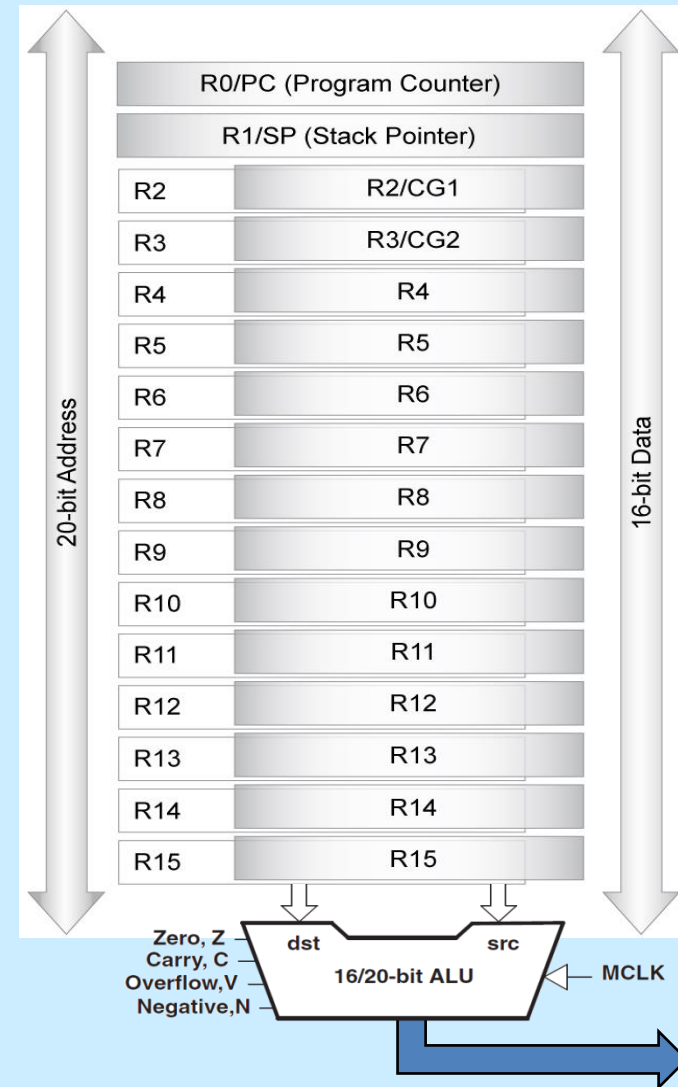 R0/PC (Program Counter)
R1/SP (Stack Pointer)
R2 R2/CG1
R3 R3/CG2
R4 R4
R5 R5
R6 R6
R7 R7
R8 R8
R9 R9
R10 R10
R11 R11
R12 R12
R13 R13
R14 R14
R15 R15
20-bit Address
16-bit Data
Zero, Z
Carry, C
Overflow,V
Negative,N
dst src
16/20-bit ALU
MCLK